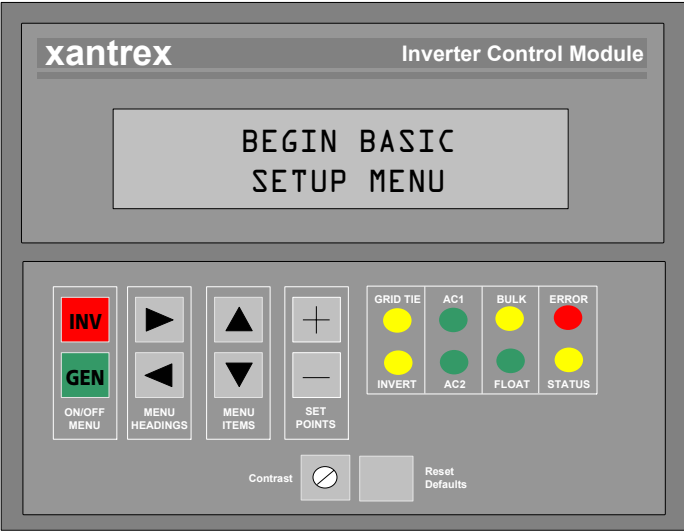 xantrex
Inverter Control Module
BEGIN BASIC
SETUP MENU
INV
GEN
ON/OFF
MENU
MENU
HEADINGS
MENU
ITEMS
SET
POINTS
GRID TIE
AC1
BULK
ERROR
INVERT
AC2
FLOAT
STATUS
Contrast
Reset
Defaults